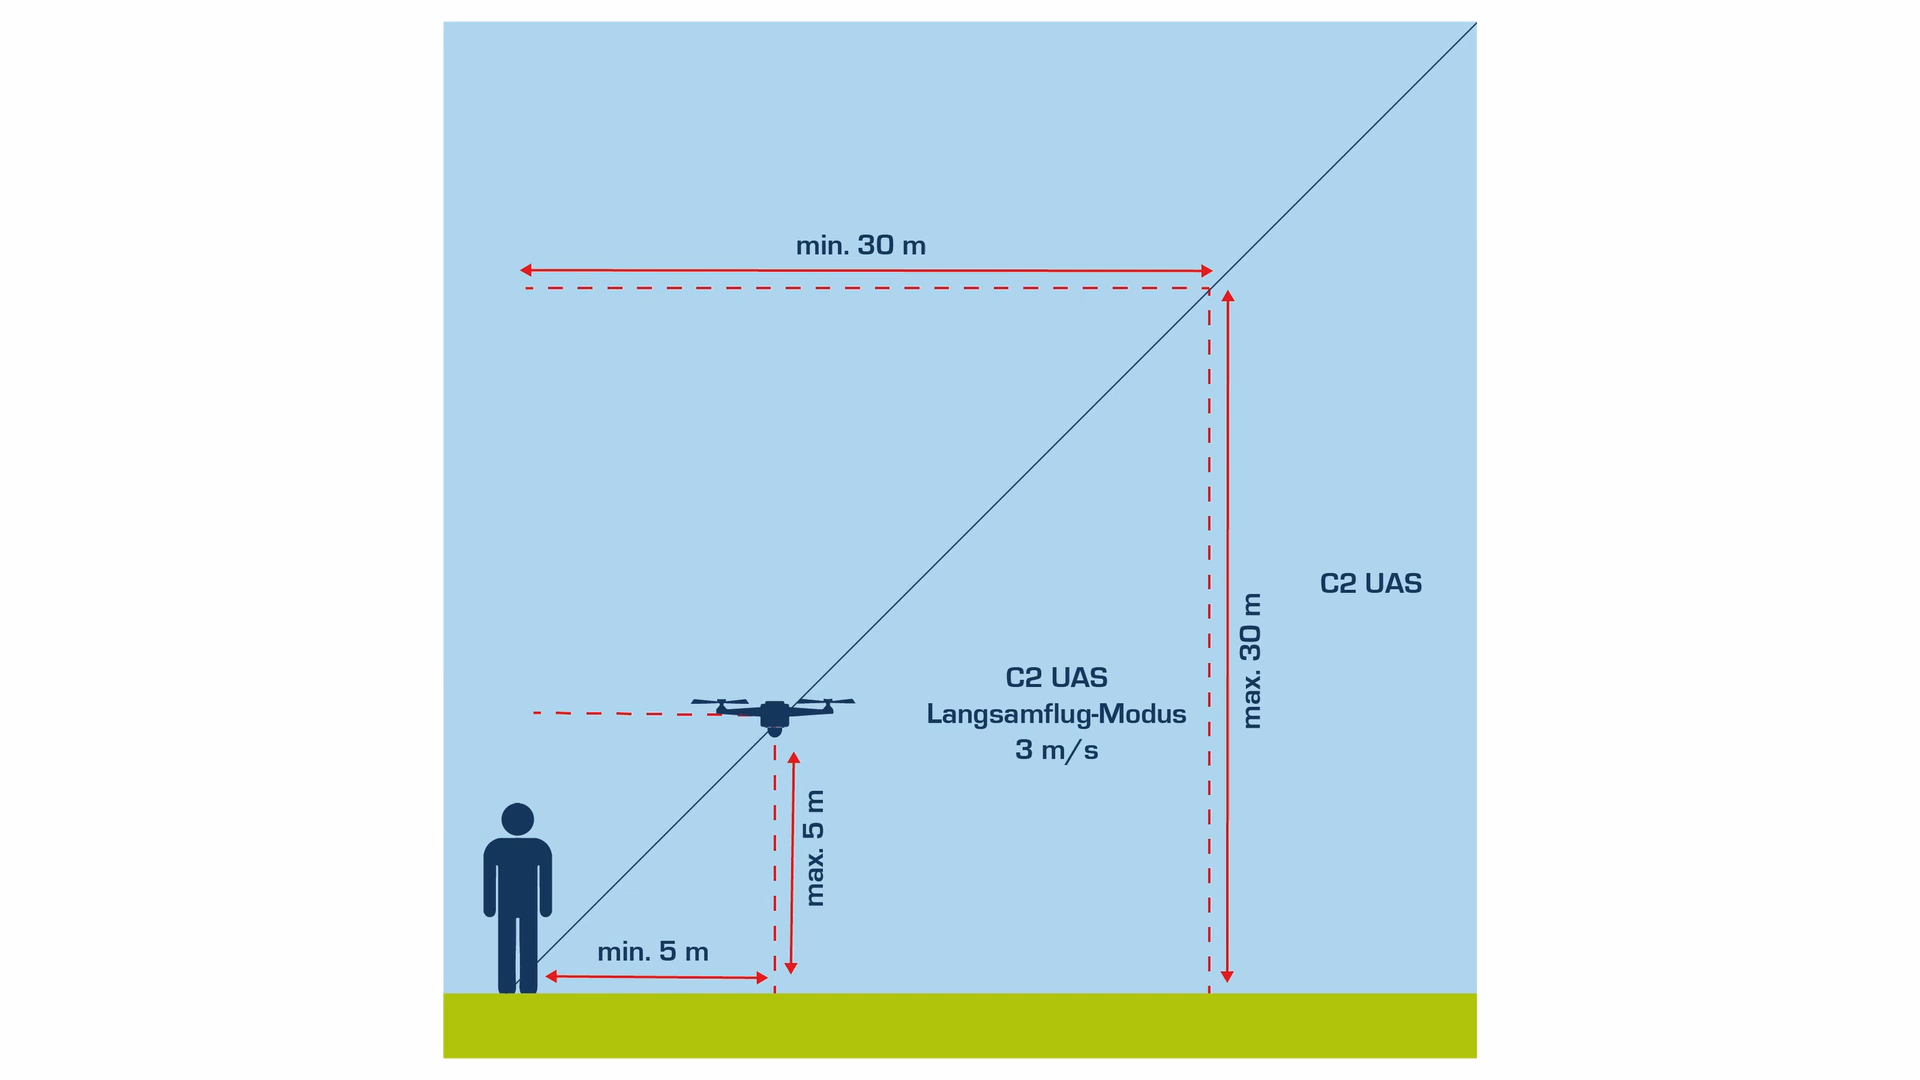 min. 30 m
C2 UAS
max. 30 m
C2 UAS
Langsamflug-Modus
3 m/s
max. 5 m
min. 5 m